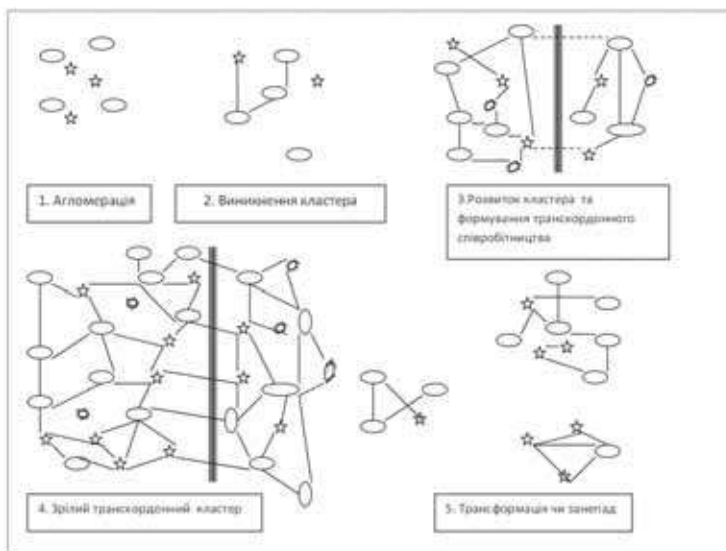 1. Агломерація
2. Виникнення кластера
3.Розвиток кластера та
формування транскордонного
співробітництва
4. Зрілий транскордонний кластер
5. Трансформація чи занепад